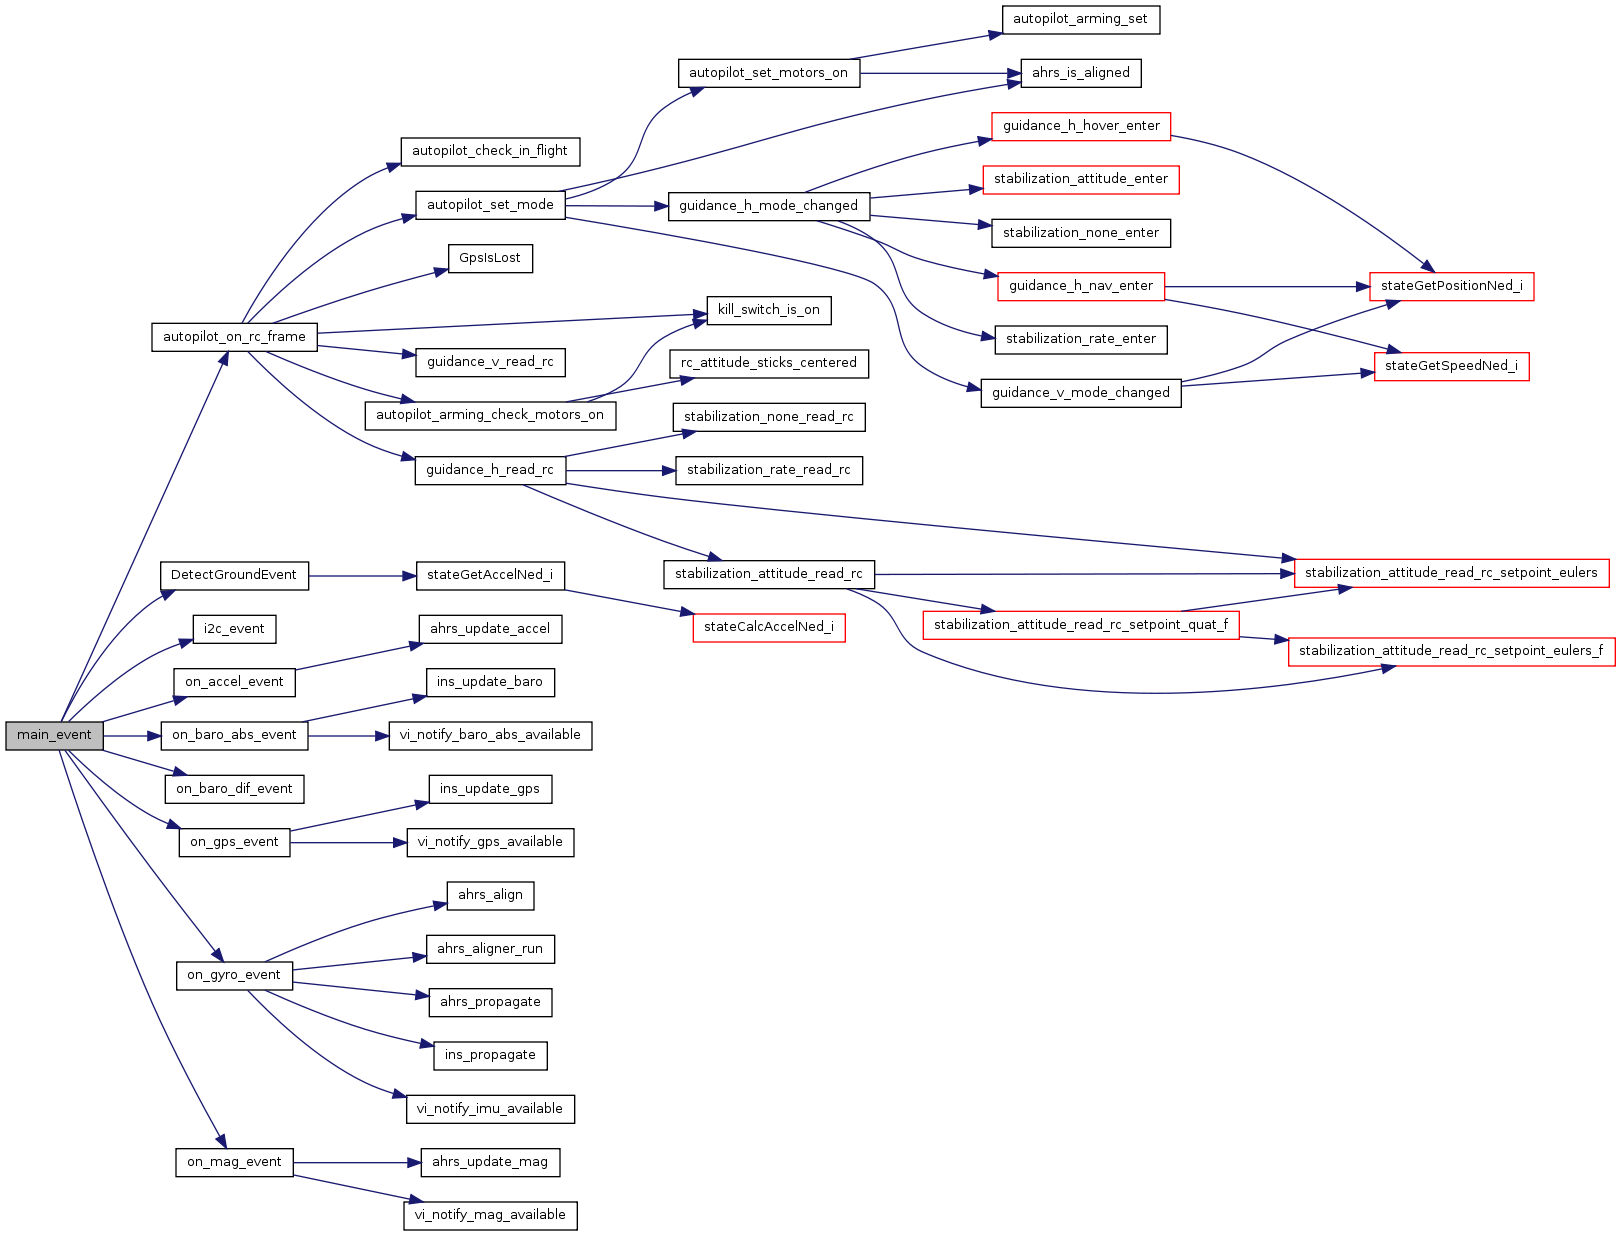 autopilot_arming_set
autopilot_set_motors_on
ahrs_is_aligned
guidance_h_hover_enter
autopilot_check_in_flight
stabilization_attitude_enter
autopilot_set_mode
guidance_h_mode_changed
stabilization_none_enter
GpsIsLost
guidance_h_nav_enter
stateGetPositionNed_i
kill_switch_is_on
autopilot_on_rc_frame
stabilization_rate_enter
guidance_v_read_rc
rc_attitude_sticks_centered
stateGetSpeedNed_i
guidance_v_mode_changed
autopilot_arming_check_motors_on
stabilization_none_read_rc
guidance_h_read_rc
stabilization_rate_read_rc
DetectGroundEvent
stateGetAccelNed_i
stabilization_attitude_read_rc
stabilization_attitude_read_rc_setpoint_eulers
i2c_event
ahrs_update_accel
stateCalcAccelNed_i
stabilization_attitude_read_rc_setpoint_quat_f
stabilization_attitude_read_rc_setpoint_eulers_f
on_accel_event
ins_update_baro
main_event
on_baro_abs_event
vi_notify_baro_abs_available
on_baro_dif_event
ins_update_gps
on_gps_event
vi_notify_gps_available
ahrs_align
ahrs_aligner_run
on_gyro_event
ahrs_propagate
ins_propagate
vi_notify_imu_available
on_mag_event
ahrs_update_mag
vi_notify_mag_available